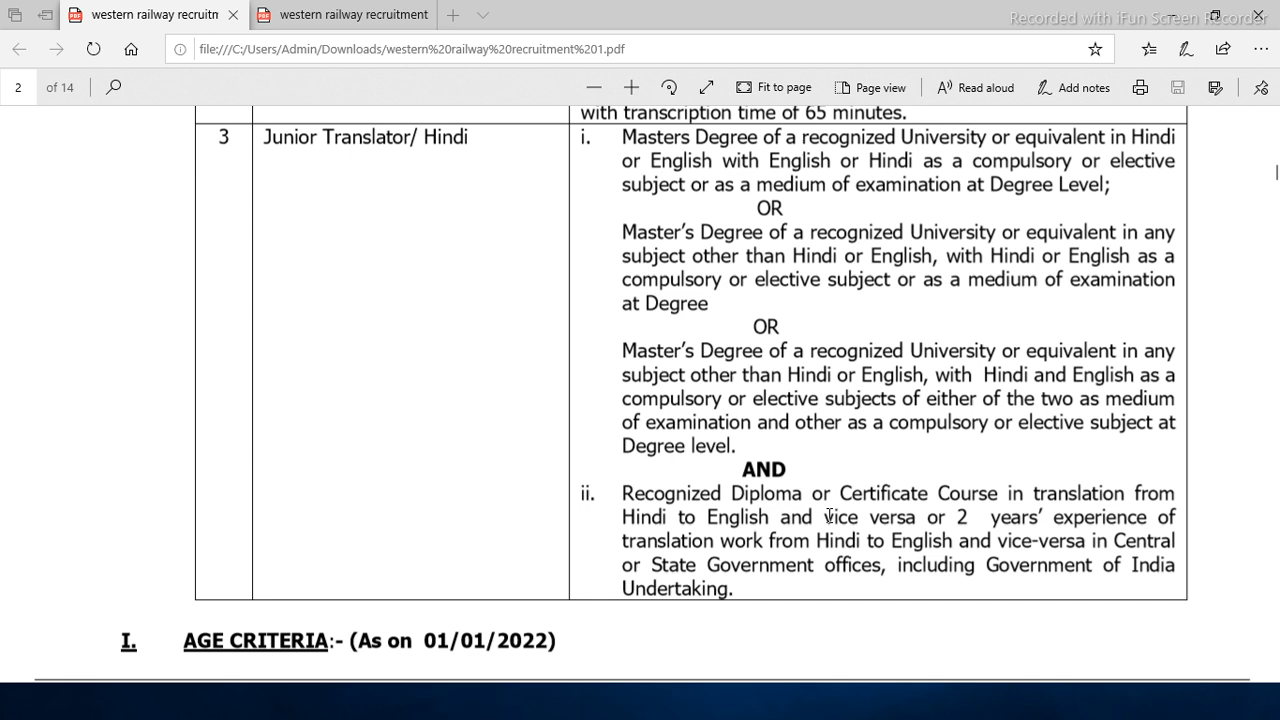 western railway recruitm
western railway recruitment
Recorded with iFun Screen Recorder
file:///C:/Users/Admin/Downloads/western%20railway%20recruitment%201.pdf
2 of 14
Fit to page
Page view
Read aloud
Add notes
with transcription time of 65 minutes.
3 Junior Translator/ Hindi
i. Masters Degree of a recognized University or equivalent in Hindi
or English with English or Hindi as a compulsory or elective
subject or as a medium of examination at Degree Level;
OR
Master's Degree of a recognized University or equivalent in any
subject other than Hindi or English, with Hindi or English as a
compulsory or elective subject or as a medium of examination
at Degree
OR
Master's Degree of a recognized University or equivalent in any
subject other than Hindi or English, with Hindi and English as a
compulsory or elective subjects of either of the two as medium
of examination and other as a compulsory or elective subject at
Degree level.
AND
ii. Recognized Diploma or Certificate Course in translation from
Hindi to English and vice versa or 2 years' experience of
translation work from Hindi to English and vice-versa in Central
or State Government offices, including Government of India
Undertaking.
I. AGE CRITERIA:- (As on 01/01/2022)